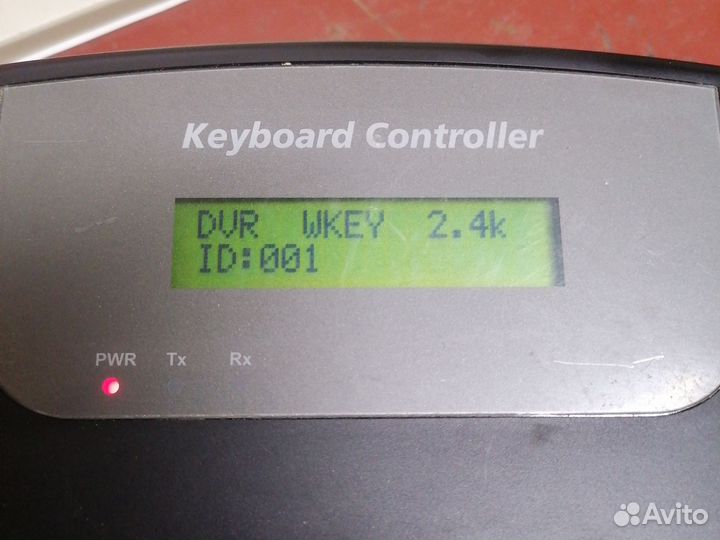 Keyboard Controller
DVR WKEY 2.4k
ID:001
PWR Tx Rx
Avito